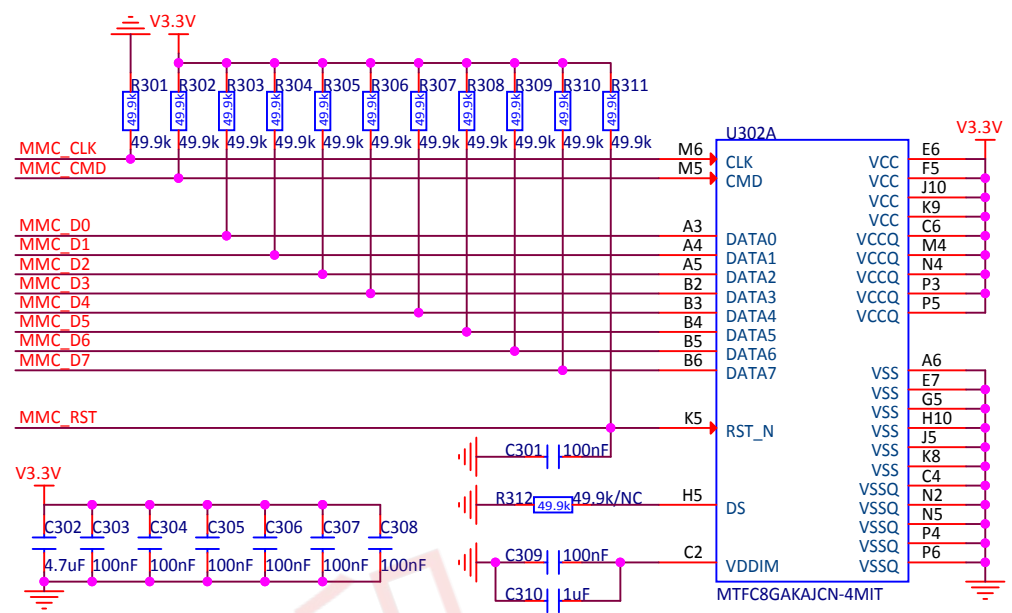 V3.3V
R301 R302 R303 R304 R305 R306 R307 R308 R309 R310 R311
49.9k 49.9k 49.9k 49.9k 49.9k 49.9k 49.9k 49.9k 49.9k 49.9k 49.9k
49.9k 49.9k 49.9k 49.9k 49.9k 49.9k 49.9k 49.9k 49.9k 49.9k 49.9k
U302A
V3.3V
MMC_CLK M6 CLK VCC E6
MMC_CMD M5 CMD VCC F5
VCC J10
VCC K9
MMC_D0 A3 DATA0 VCCQ C6
MMC_D1 A4 DATA1 VCCQ M4
MMC_D2 A5 DATA2 VCCQ N4
MMC_D3 B2 DATA3 VCCQ P3
MMC_D4 B3 DATA4 VCCQ P5
MMC_D5 B4 DATA5
MMC_D6 B5 DATA6
MMC_D7 B6 DATA7 VSS A6
VSS E7
VSS G5
MMC_RST K5 RST_N VSS H10
VSS J5
C301 100nF VSS K8
V3.3V
VSSQ C4
R312 49.9k 49.9k/NC H5 DS VSSQ N2
VSSQ N5
C302 C303 C304 C305 C306 C307 C308
VSSQ P4
C309 100nF C2 VDDIM VSSQ P6
4.7uF 100nF 100nF 100nF 100nF 100nF 100nF
C310 1uF
MTFC8GAKAJCN-4MIT